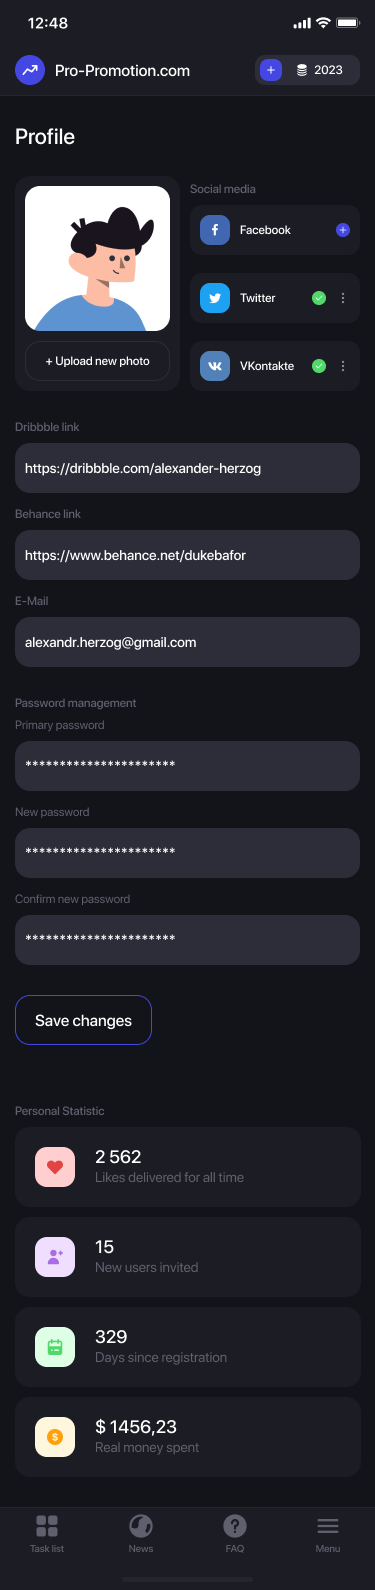 12:48
Pro-Promotion.com
2023
Profile
Social media
Facebook
Twitter
VKontakte
+ Upload new photo
Dribbble link
https://dribbble.com/alexander-herzog
Behance link
https://www.behance.net/dukebafor
E-Mail
alexandr.herzog@gmail.com
Password management
Primary password
**********************
New password
**********************
Confirm new password
**********************
Save changes
Personal Statistic
2 562
Likes delivered for all time
15
New users invited
329
Days since registration
$ 1456,23
Real money spent
Task list
News
FAQ
Menu